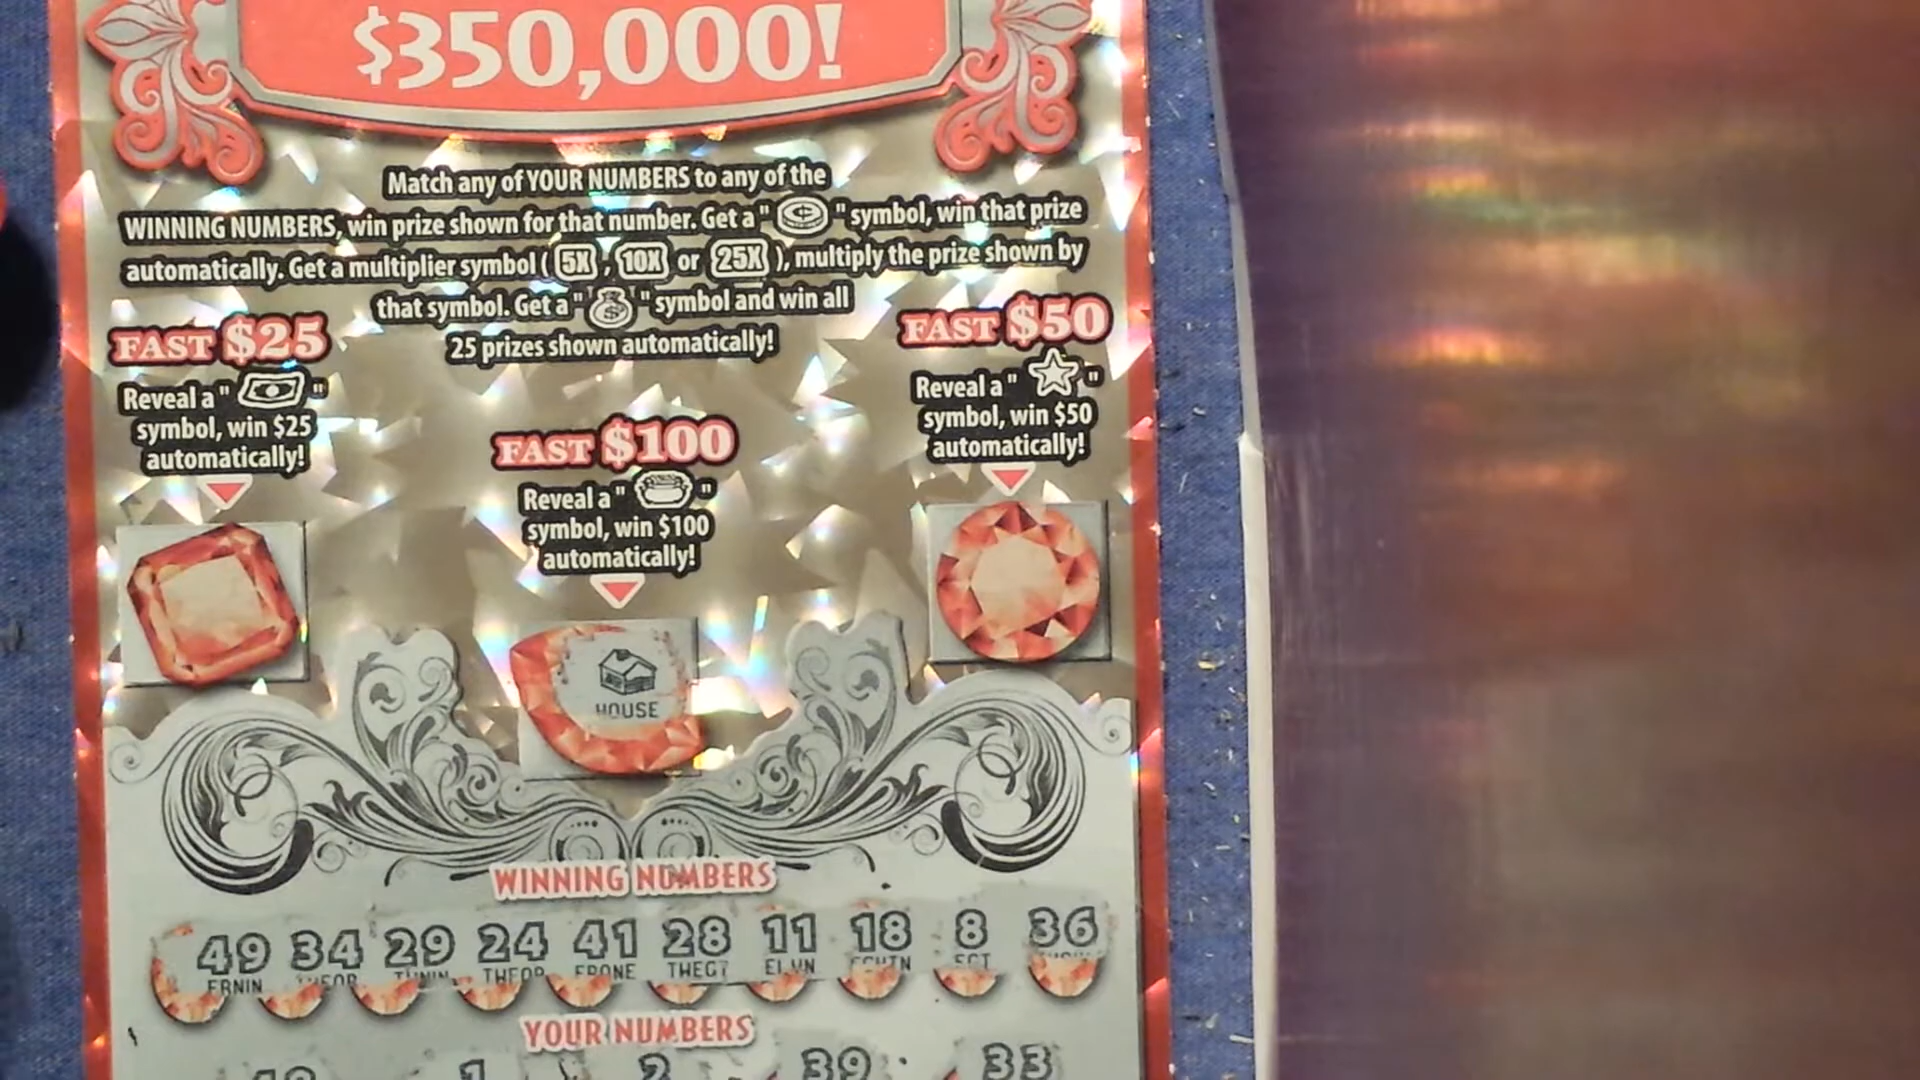 $350,000!
Match any of YOUR NUMBERS to any of the
WINNING NUMBERS, win prize shown for that number. Get a " " symbol, win that prize
automatically. Get a multiplier symbol ( 5X , 10X or 25X ), multiply the prize shown by
that symbol. Get a " " symbol and win all
25 prizes shown automatically!
FAST $25
Reveal a " "
symbol, win $25
automatically!
FAST $100
Reveal a " "
symbol, win $100
automatically!
FAST $50
Reveal a " "
symbol, win $50
automatically!
HOUSE
WINNING NUMBERS
49 34 29 24 41 28 11 18 8 36
YOUR NUMBERS
1 2 39 33